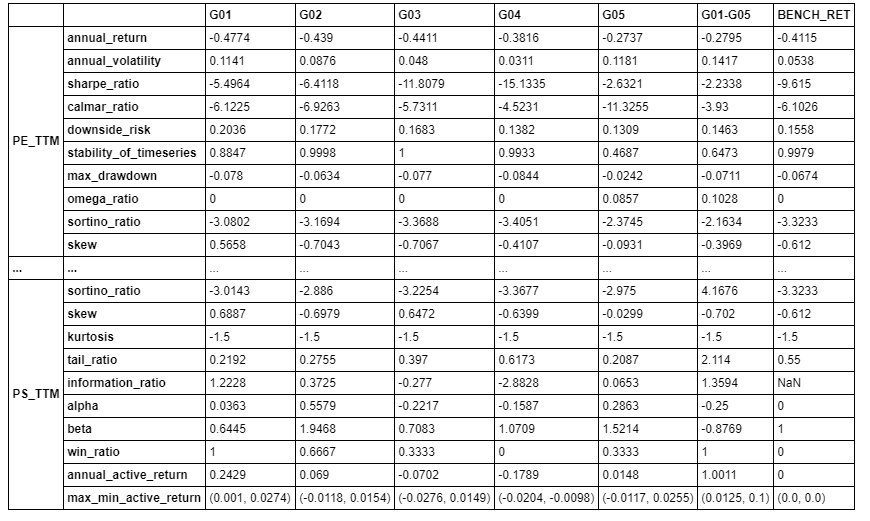 G01 G02 G03 G04 G05 G01-G05 BENCH_RET
PE_TTM
annual_return -0.4774 -0.439 -0.4411 -0.3816 -0.2737 -0.2795 -0.4115
annual_volatility 0.1141 0.0876 0.048 0.0311 0.1181 0.1417 0.0538
sharpe_ratio -5.4964 -6.4118 -11.8079 -15.1335 -2.6321 -2.2338 -9.615
calmar_ratio -6.1225 -6.9263 -5.7311 -4.5231 -11.3255 -3.93 -6.1026
downside_risk 0.2036 0.1772 0.1683 0.1382 0.1309 0.1463 0.1558
stability_of_timeseries 0.8847 0.9998 1 0.9933 0.4687 0.6473 0.9979
max_drawdown -0.078 -0.0634 -0.077 -0.0844 -0.0242 -0.0711 -0.0674
omega_ratio 0 0 0 0 0.0857 0.1028 0
sortino_ratio -3.0802 -3.1694 -3.3688 -3.4051 -2.3745 -2.1634 -3.3233
skew 0.5658 -0.7043 -0.7067 -0.4107 -0.0931 -0.3969 -0.612
... ... ... ... ... ... ... ... ...
PS_TTM
sortino_ratio -3.0143 -2.886 -3.2254 -3.3677 -2.975 4.1676 -3.3233
skew 0.6887 -0.6979 0.6472 -0.6399 -0.0299 -0.702 -0.612
kurtosis -1.5 -1.5 -1.5 -1.5 -1.5 -1.5 -1.5
tail_ratio 0.2192 0.2755 0.397 0.6173 0.2087 2.114 0.55
information_ratio 1.2228 0.3725 -0.277 -2.8828 0.0653 1.3594 NaN
alpha 0.0363 0.5579 -0.2217 -0.1587 0.2863 -0.25 0
beta 0.6445 1.9468 0.7083 1.0709 1.5214 -0.8769 1
win_ratio 1 0.6667 0.3333 0 0.3333 1 0
annual_active_return 0.2429 0.069 -0.0702 -0.1789 0.0148 1.0011 0
max_min_active_return (0.001, 0.0274) (-0.0118, 0.0154) (-0.0276, 0.0149) (-0.0204, -0.0098) (-0.0117, 0.0255) (0.0125, 0.1) (0.0, 0.0)